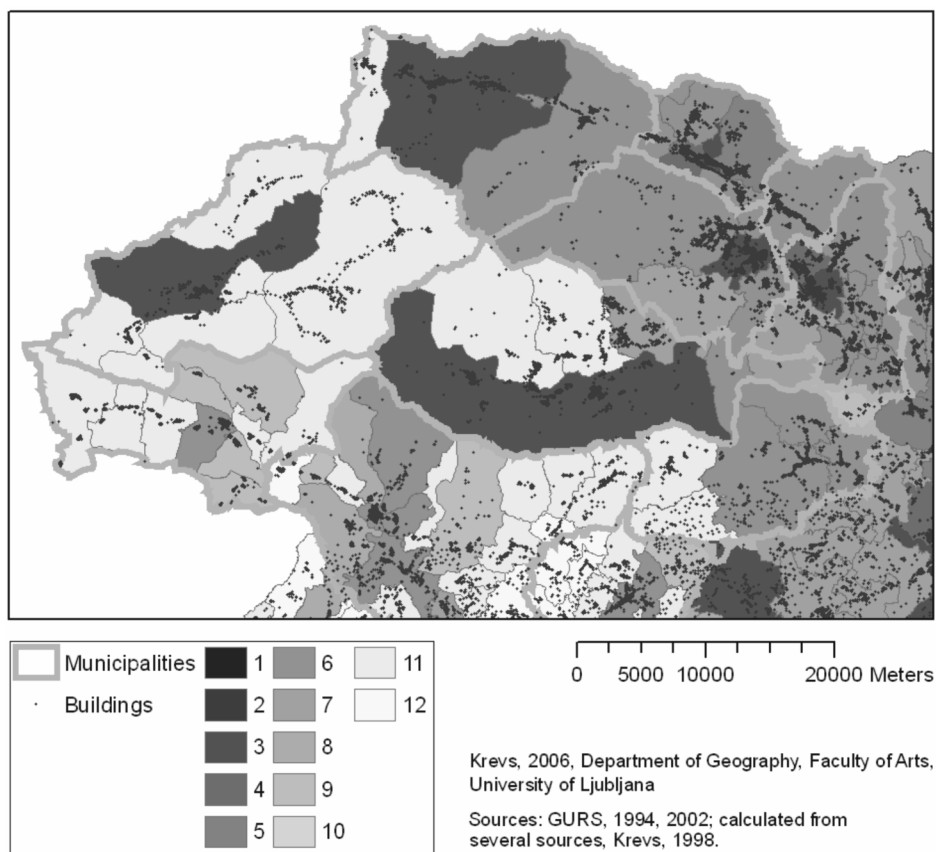 Municipalities
Buildings
1
2
3
4
5
6
7
8
9
10
11
12
0 5000 10000 20000 Meters
Krevs, 2006, Department of Geography, Faculty of Arts,
University of Ljubljana
Sources: GURS, 1994, 2002; calculated from
several sources, Krevs, 1998.